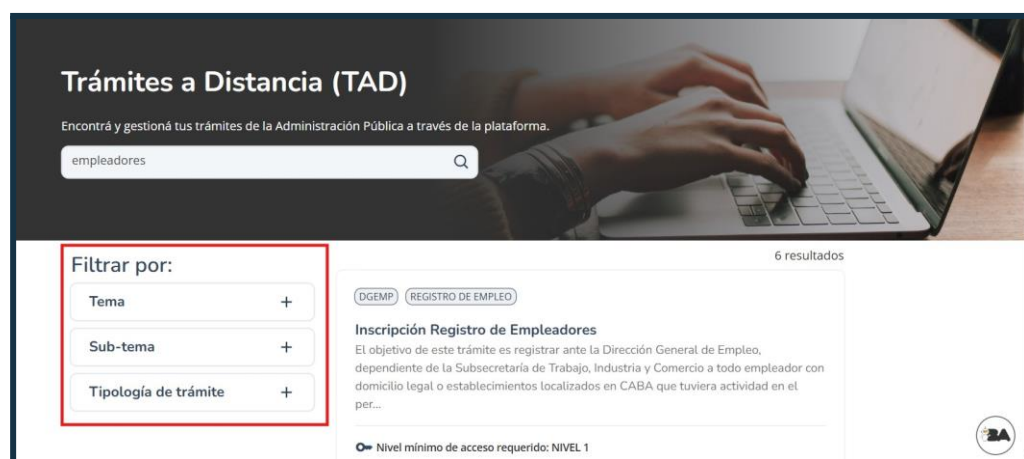 Trámites a Distancia (TAD)
Encontrá y gestioná tus trámites de la Administración Pública a través de la plataforma.
empleadores
6 resultados
Filtrar por:
Tema +
Sub-tema +
Tipología de trámite +
DGEMP REGISTRO DE EMPLEO
Inscripción Registro de Empleadores
El objetivo de este trámite es registrar ante la Dirección General de Empleo,
dependiente de la Subsecretaría de Trabajo, Industria y Comercio a todo empleador con
domicilio legal o establecimientos localizados en CABA que tuviera actividad en el
per...
Nivel mínimo de acceso requerido: NIVEL 1
BA